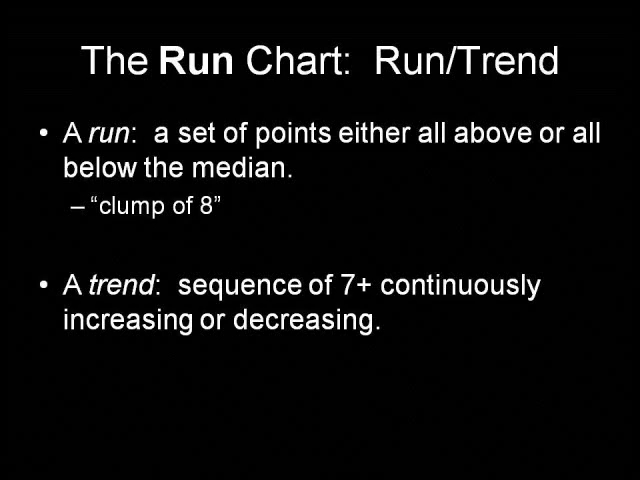 The Run Chart: Run/Trend
• A run: a set of points either all above or all
below the median.
– “clump of 8”
• A trend: sequence of 7+ continuously
increasing or decreasing.